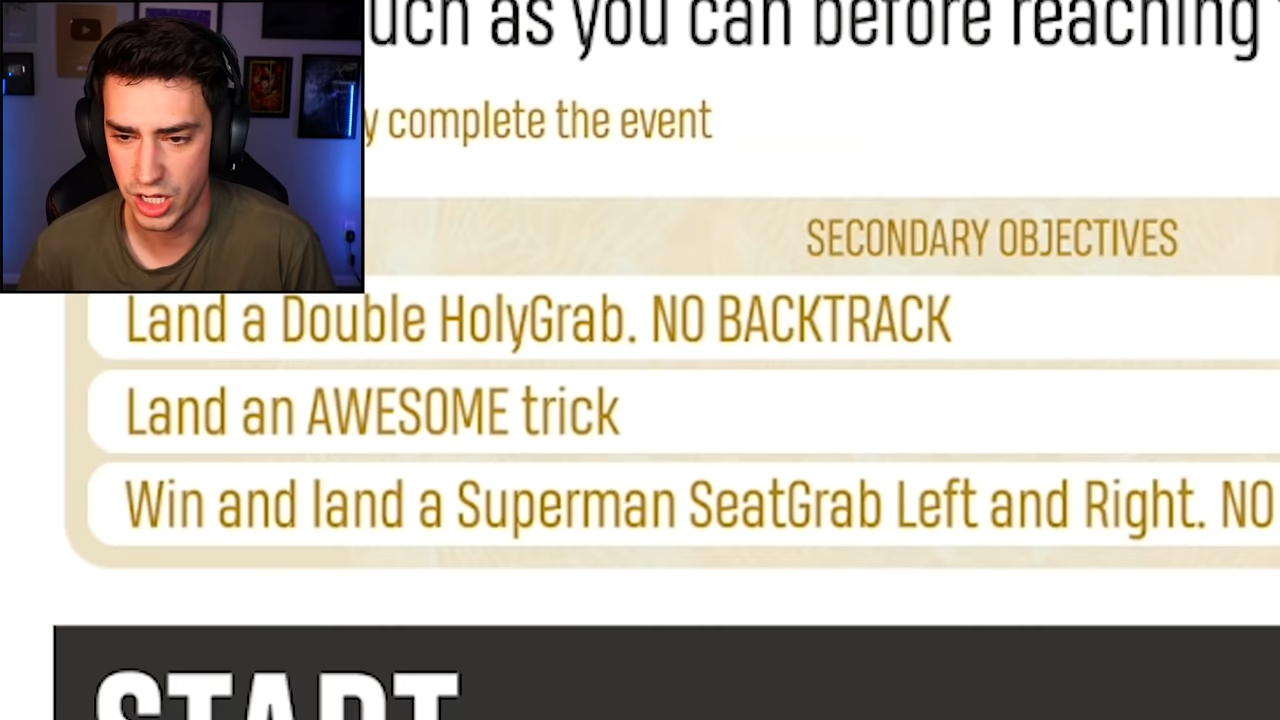 uch as you can before reaching
y complete the event
SECONDARY OBJECTIVES
Land a Double HolyGrab. NO BACKTRACK
Land an AWESOME trick
Win and land a Superman SeatGrab Left and Right. NO
START